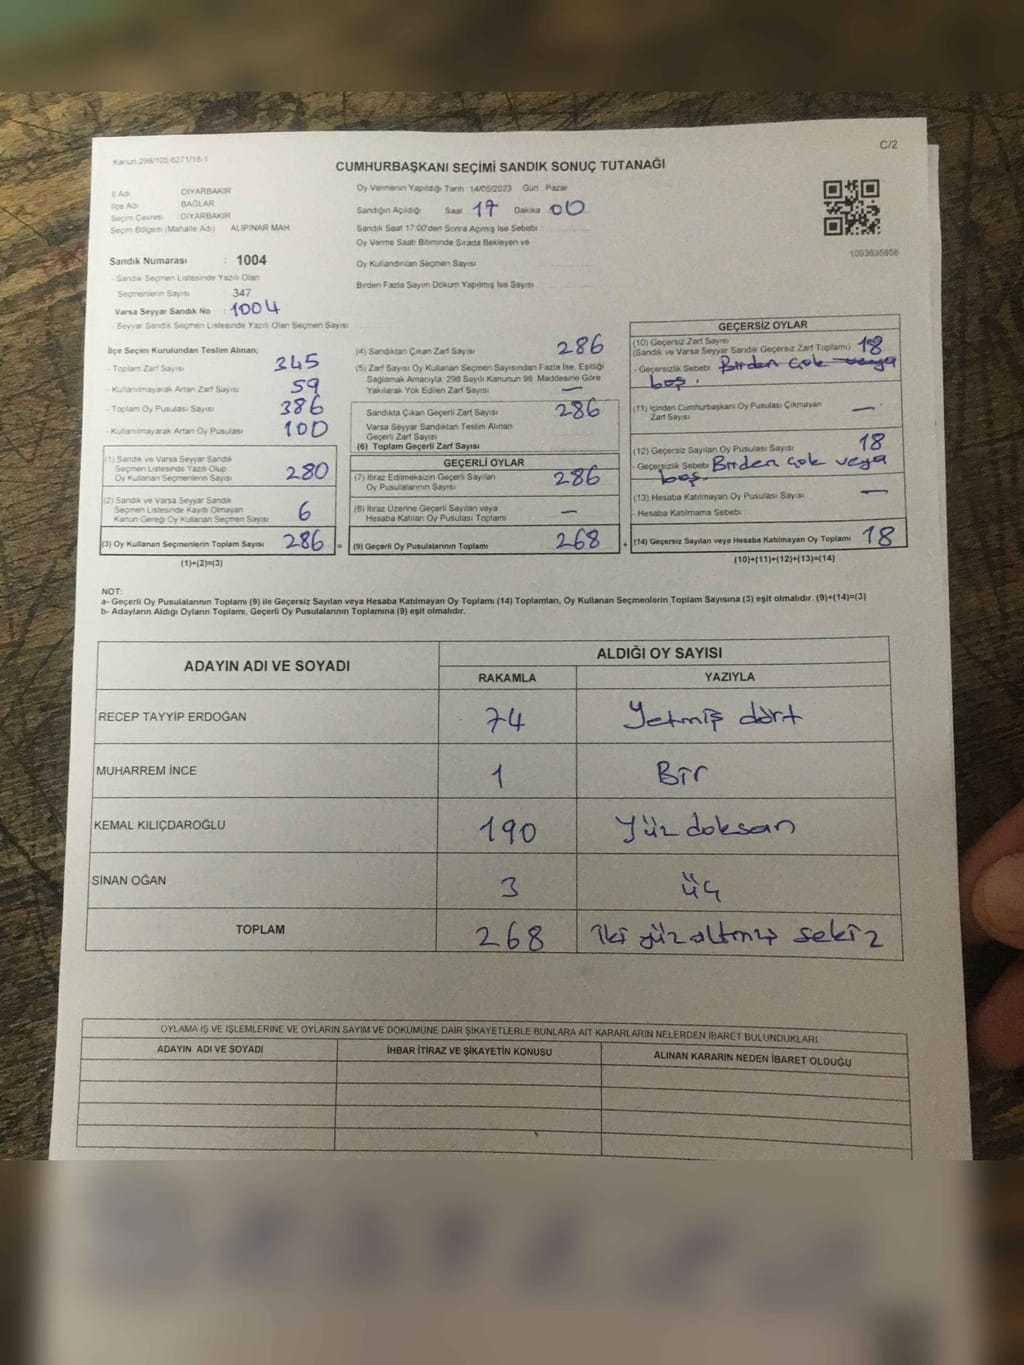 Kanun 298/105 6271/18-1
C/2
CUMHURBAŞKANI SEÇİMİ SANDIK SONUÇ TUTANAĞI
İl Adı DİYARBAKIR
İlçe Adı BAĞLAR
Seçim Çevresi : DİYARBAKIR
Seçim Bölgesi (Mahalle Adı) ALIPINAR MAH
Sandık Numarası : 1004
- Sandık Seçmen Listesinde Yazılı Olan
Seçmenlerin Sayısı 347
Varsa Seyyar Sandık No : 1004
- Seyyar Sandık Seçmen Listesinde Yazılı Olan Seçmen Sayısı
Oy Vermenin Yapıldığı Tarih 14/05/2023 Gün Pazar
Sandığın Açıldığı Saat 17 Dakika 00
Sandık Saat 17:00'den Sonra Açılmış İse Sebebi :
Oy Verme Saati Bitiminde Sırada Bekleyen ve
Oy Kullandırılan Seçmen Sayısı
Birden Fazla Sayım Döküm Yapılmış İse Sayısı
1093695656
İlçe Seçim Kurulundan Teslim Alınan;
- Toplam Zarf Sayısı 345
- Kullanılmayarak Artan Zarf Sayısı 59
- Toplam Oy Pusulası Sayısı 386
- Kullanılmayarak Artan Oy Pusulası 100
(1) Sandık ve Varsa Seyyar Sandık
Seçmen Listesinde Yazılı Olup
Oy Kullanan Seçmenlerin Sayısı 280
(2) Sandık ve Varsa Seyyar Sandık
Seçmen Listesinde Kayıtlı Olmayan
Kanun Gereği Oy Kullanan Seçmen Sayısı 6
(3) Oy Kullanan Seçmenlerin Toplam Sayısı 286 =
(1)+(2)=(3)
(4) Sandıktan Çıkan Zarf Sayısı 286
(5) Zarf Sayısı Oy Kullanan Seçmen Sayısından Fazla İse, Eşitliği
Sağlamak Amacıyla; 298 Sayılı Kanunun 98. Maddesine Göre
Yakılarak Yok Edilen Zarf Sayısı —
Sandıkta Çıkan Geçerli Zarf Sayısı 286
Varsa Seyyar Sandıktan Teslim Alınan
Geçerli Zarf Sayısı
(6) Toplam Geçerli Zarf Sayısı
GEÇERLİ OYLAR
(7) İtiraz Edilmeksizin Geçerli Sayılan
Oy Pusulalarının Sayısı 286
(8) İtiraz Üzerine Geçerli Sayılan veya
Hesaba Katılan Oy Pusulası Toplamı —
(9) Geçerli Oy Pusulalarının Toplamı 268 +
GEÇERSİZ OYLAR
(10) Geçersiz Zarf Sayısı
(Sandık ve Varsa Seyyar Sandık Geçersiz Zarf Toplamı) 18
- Geçersizlik Sebebi Birden çok veya
boş.
(11) İçinden Cumhurbaşkanı Oy Pusulası Çıkmayan
Zarf Sayısı —
(12) Geçersiz Sayılan Oy Pusulası Sayısı 18
- Geçersizlik Sebebi Birden çok veya
boş.
(13) Hesaba Katılmayan Oy Pusulası Sayısı —
- Hesaba Katılmama Sebebi
(14) Geçersiz Sayılan veya Hesaba Katılmayan Oy Toplamı 18
(10)+(11)+(12)+(13)=(14)
NOT:
a- Geçerli Oy Pusulalarının Toplamı (9) ile Geçersiz Sayılan veya Hesaba Katılmayan Oy Toplamı (14) Toplamları, Oy Kullanan Seçmenlerin Toplam Sayısına (3) eşit olmalıdır. (9)+(14)=(3)
b- Adayların Aldığı Oyların Toplamı, Geçerli Oy Pusulalarının Toplamına (9) eşit olmalıdır.
ADAYIN ADI VE SOYADI ALDIĞI OY SAYISI
RAKAMLA YAZIYLA
RECEP TAYYİP ERDOĞAN 74 Yetmiş dört
MUHARREM İNCE 1 Bir
KEMAL KILIÇDAROĞLU 190 Yüz doksan
SİNAN OĞAN 3 üç
TOPLAM 268 iki yüz altmış sekiz
OYLAMA İŞ VE İŞLEMLERİNE VE OYLARIN SAYIM VE DÖKÜMÜNE DAİR ŞİKAYETLERLE BUNLARA AİT KARARLARIN NELERDEN İBARET BULUNDUKLARI
ADAYIN ADI VE SOYADI İHBAR İTİRAZ VE ŞİKAYETİN KONUSU ALINAN KARARIN NEDEN İBARET OLDUĞU